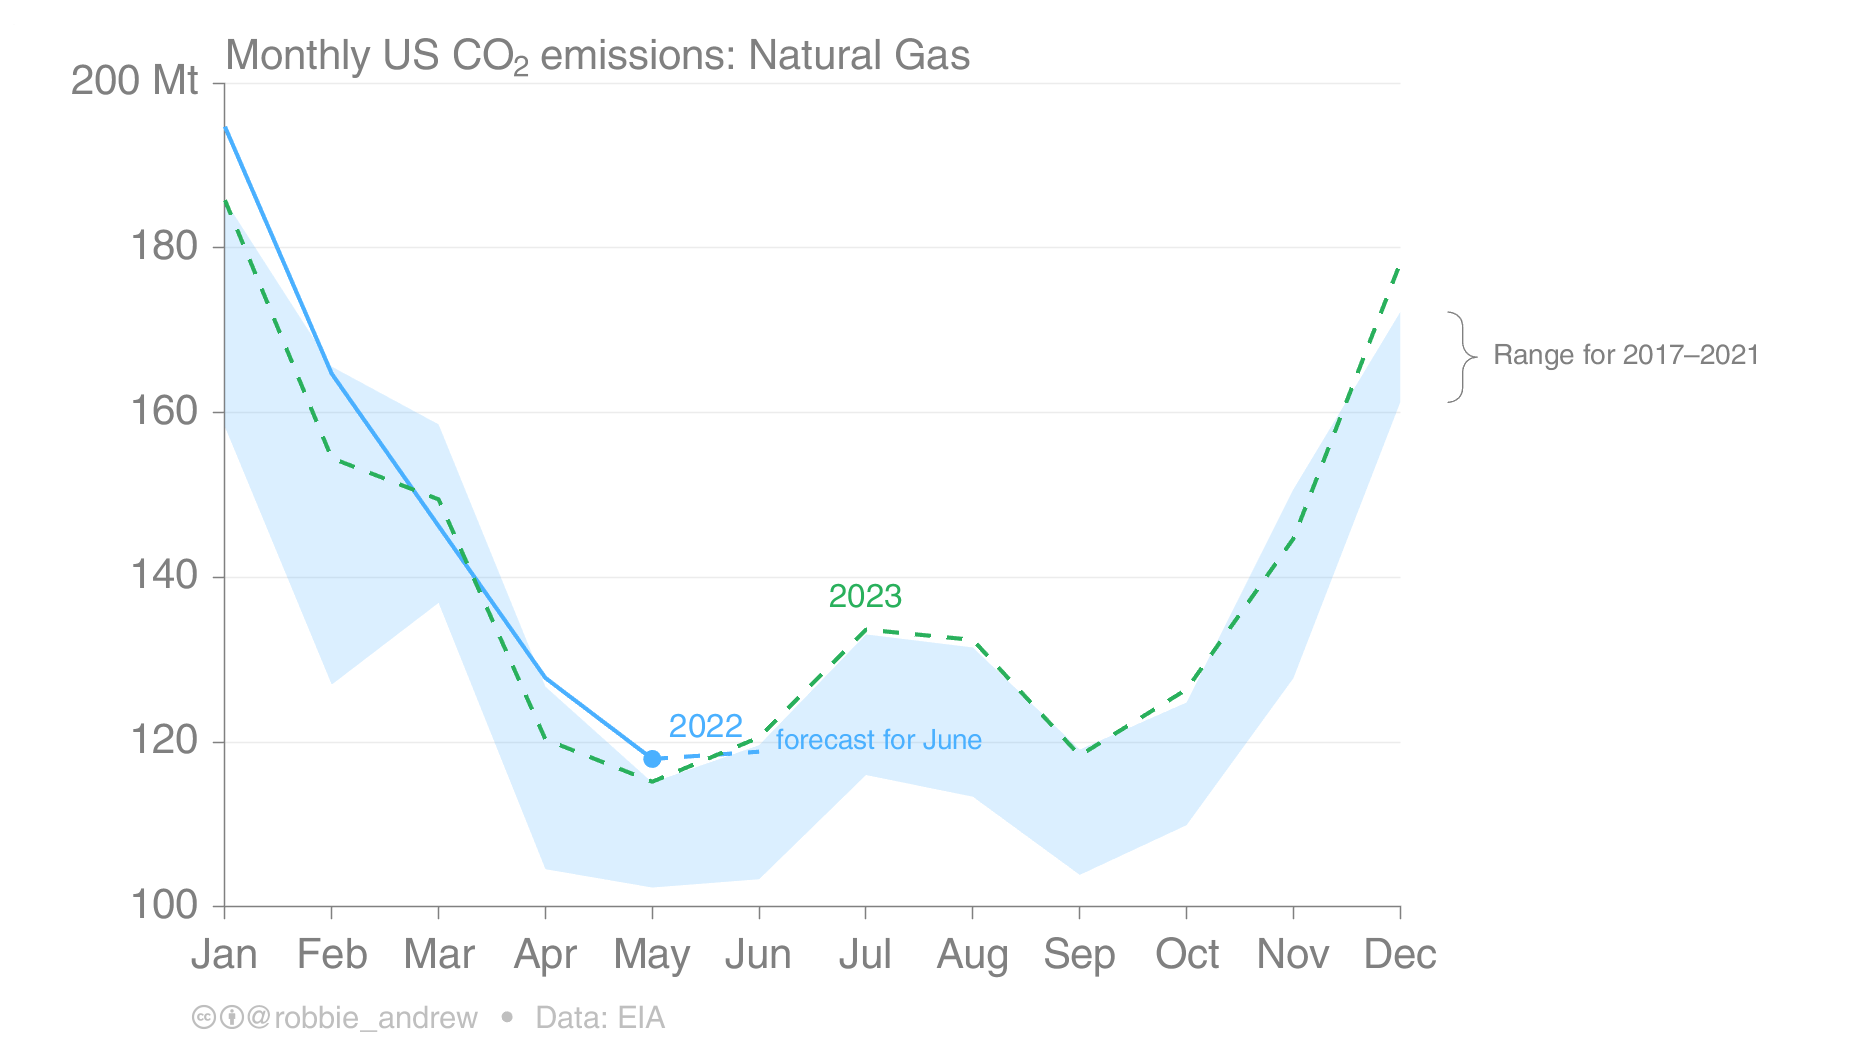 Monthly US CO₂ emissions: Natural Gas
200 Mt
180
160
140
120
100
Range for 2017–2021
2023
2022
forecast for June
Jan Feb Mar Apr May Jun Jul Aug Sep Oct Nov Dec
cc @robbie_andrew • Data: EIA